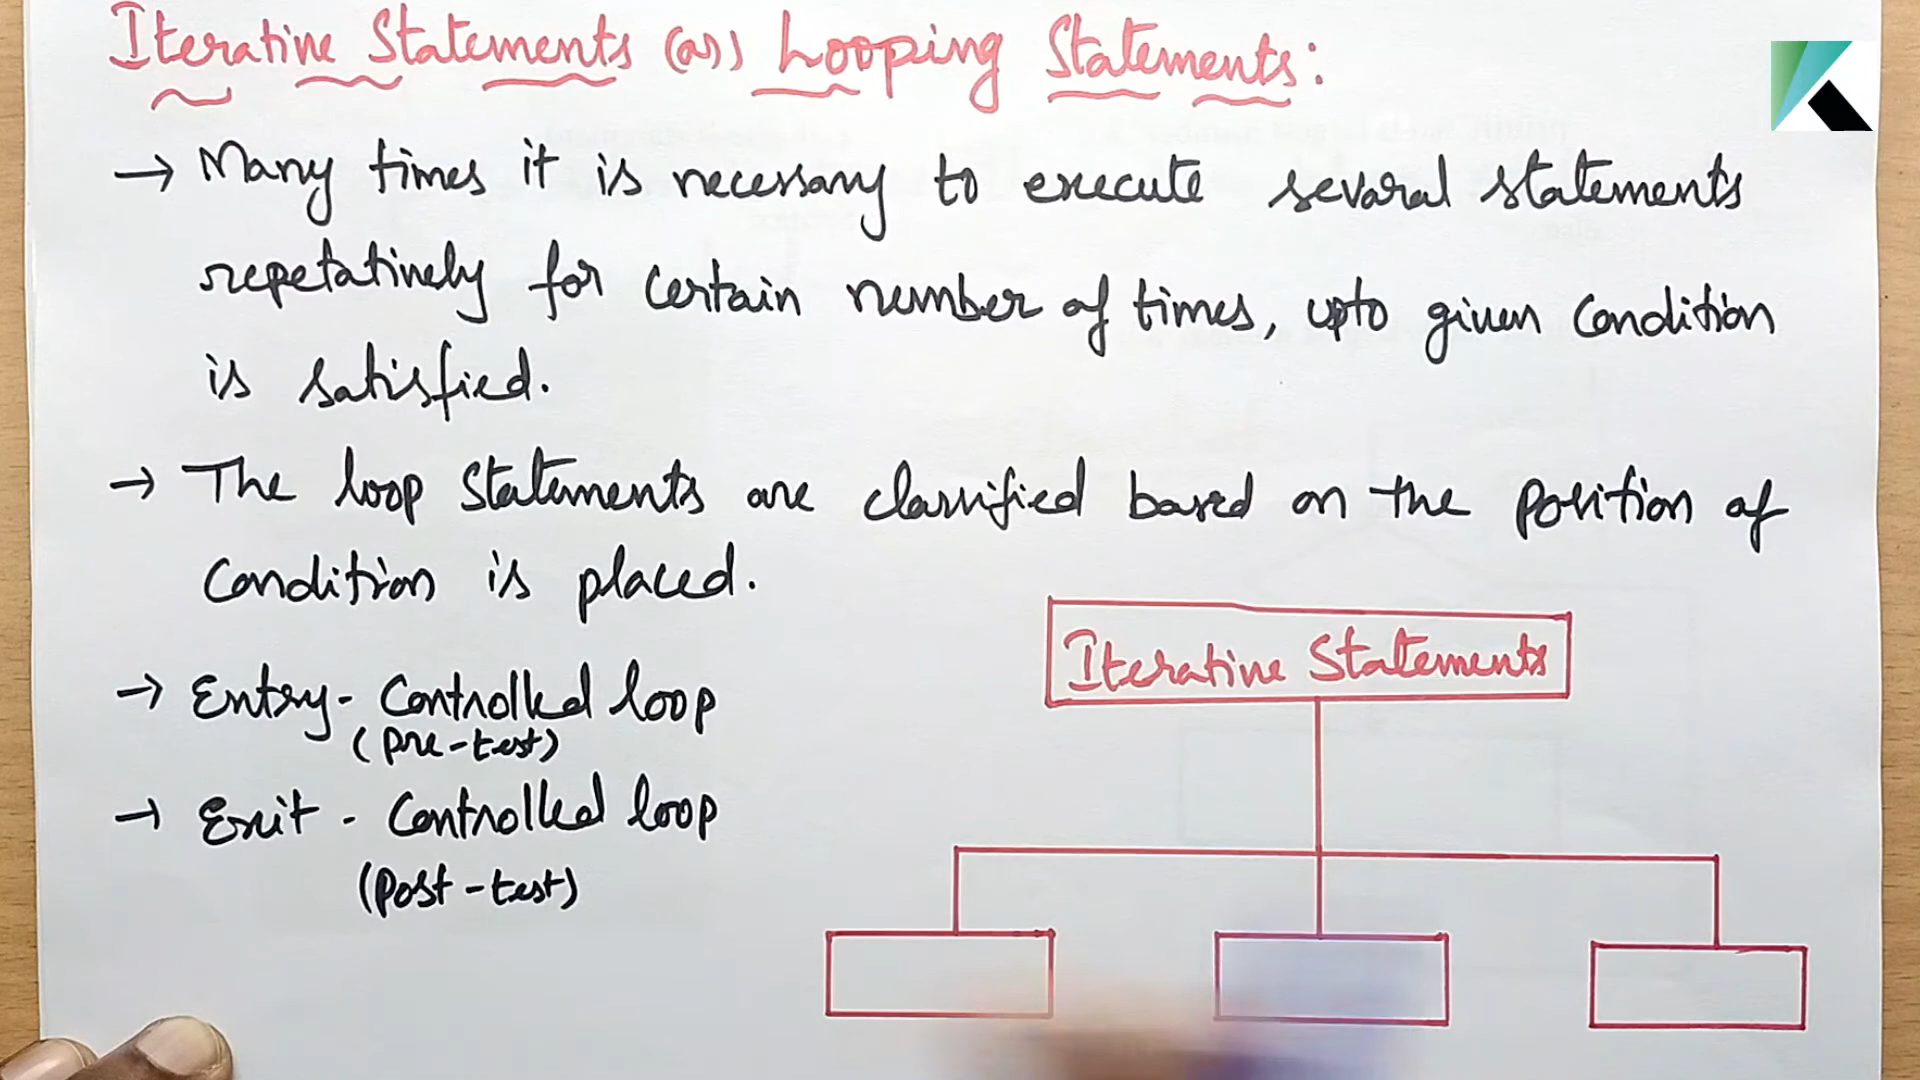 Iterative Statements (or) Looping Statements:
→ Many times it is necessary to execute sevaral statements
repetatively for certain number of times, upto given condition
is satisfied.
→ The loop statements are classified based on the position of
condition is placed.
Iterative Statements
→ Entry - Controlled loop
(pre-test)
→ Exit - Controlled loop
(post-test)